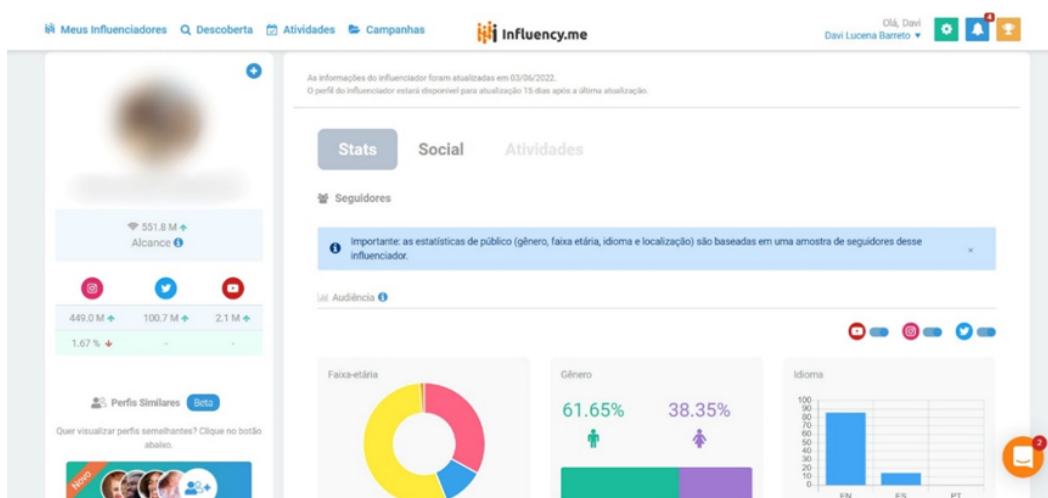 Meus Influenciadores Descoberta Atividades Campanhas
Influency.me
Olá, Davi
Davi Lucena Barreto
4
As informações do influenciador foram atualizadas em 03/06/2022.
O perfil do influenciador estará disponível para atualização 15 dias após a última atualização.
Stats Social Atividades
Seguidores
551.8 M
Alcance
Importante: as estatísticas de público (gênero, faixa etária, idioma e localização) são baseadas em uma amostra de seguidores desse
influenciador.
×
Audiência
449.0 M 100.7 M 2.1 M
1.67 % - -
Perfis Similares Beta
Quer visualizar perfis semelhantes? Clique no botão
abaixo.
Novo
Faixa-etária
Gênero
61.65% 38.35%
Idioma
100
90
80
70
60
50
40
30
20
10
0
EN ES PT
2